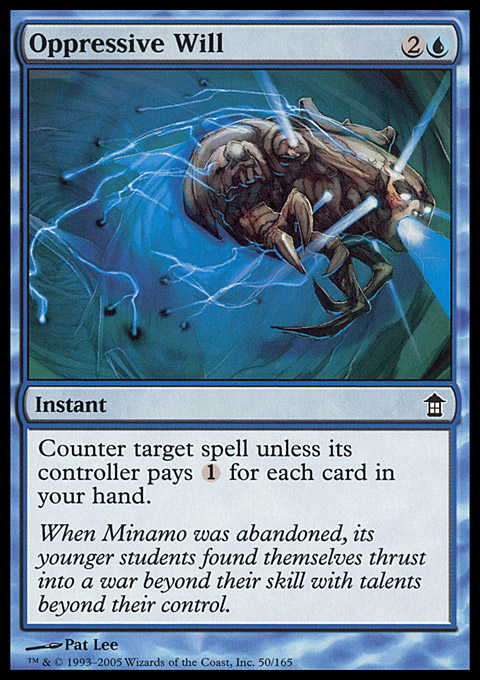 Oppressive Will 2
Instant
Counter target spell unless its
controller pays 1 for each card in
your hand.
When Minamo was abandoned, its
younger students found themselves thrust
into a war beyond their skill with talents
beyond their control.
Pat Lee
™ & © 1993–2005 Wizards of the Coast, Inc. 50/165